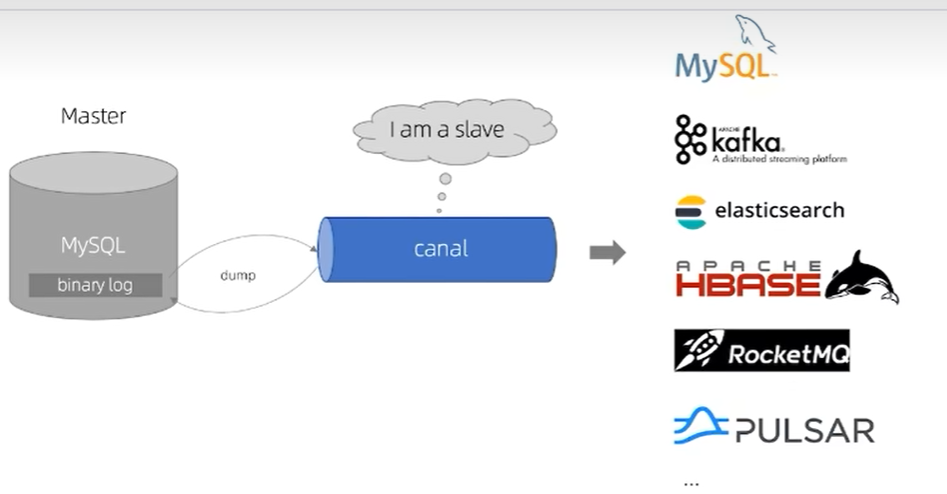 Master
MySQL
binary log
dump
I am a slave
canal
MySQL
APACHE
kafka
A distributed streaming platform
elasticsearch
APACHE
HBASE
RocketMQ
PULSAR
...